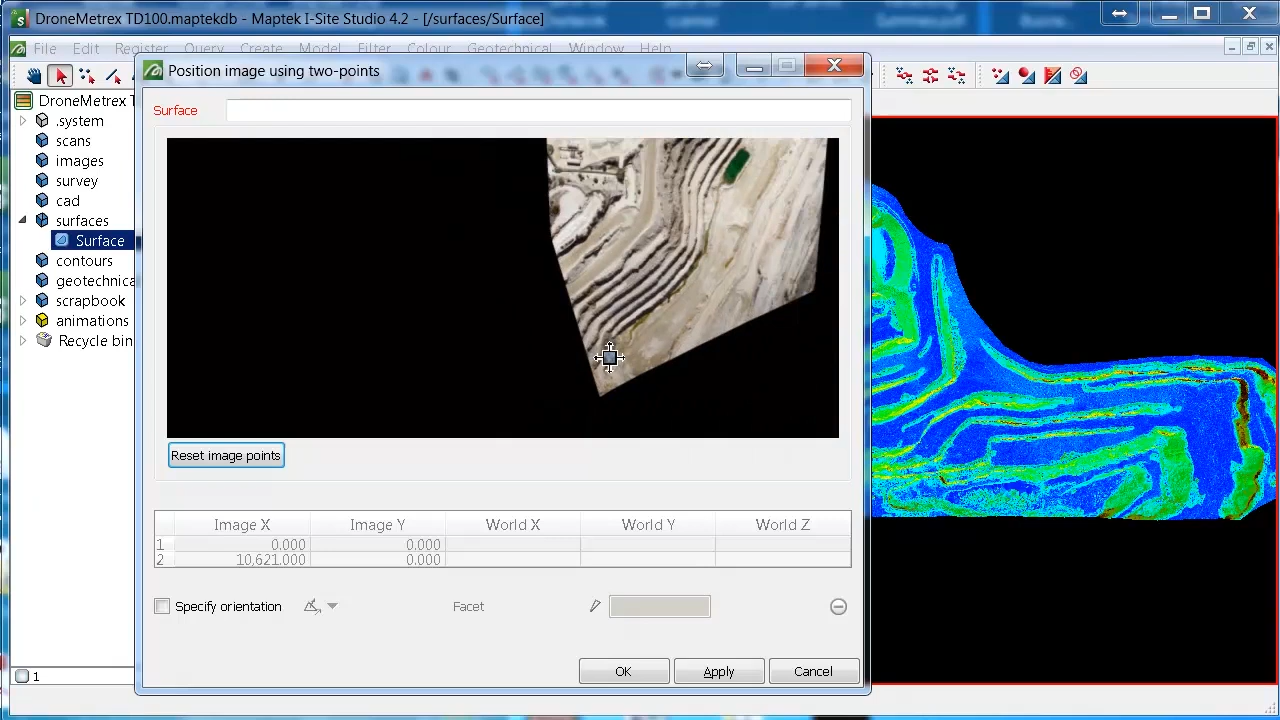 DroneMetrex TD100.maptekdb - Maptek I-Site Studio 4.2 - [/surfaces/Surface]
File Edit Register Query Create Model Filter Colour Geotechnical Window Help
Position image using two-points
DroneMetrex T
.system
scans
images
survey
cad
surfaces
Surface
contours
geotechnica
scrapbook
animations
Recycle bin
1
Surface
Reset image points
Image X Image Y World X World Y World Z
1 0.000 0.000
2 10,621.000 0.000
Specify orientation Facet
OK Apply Cancel